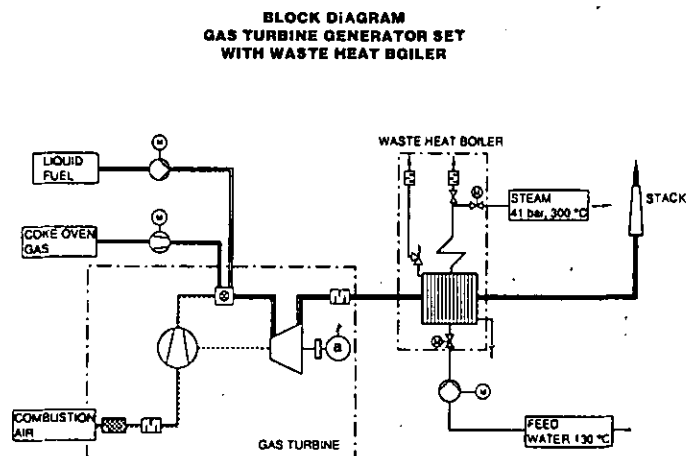 BLOCK DiAGRAM
GAS TURBINE GENERATOR SET
WITH WASTE HEAT BOILER
WASTE HEAT BOILER
M
LIQUID
FUEL
M
M
STEAM
41 bar, 300 °C
STACK
COKE OVEN
GAS
a
M
M
COMBUSTION
AIR
GAS TURBINE
FEED
WATER 130 °C